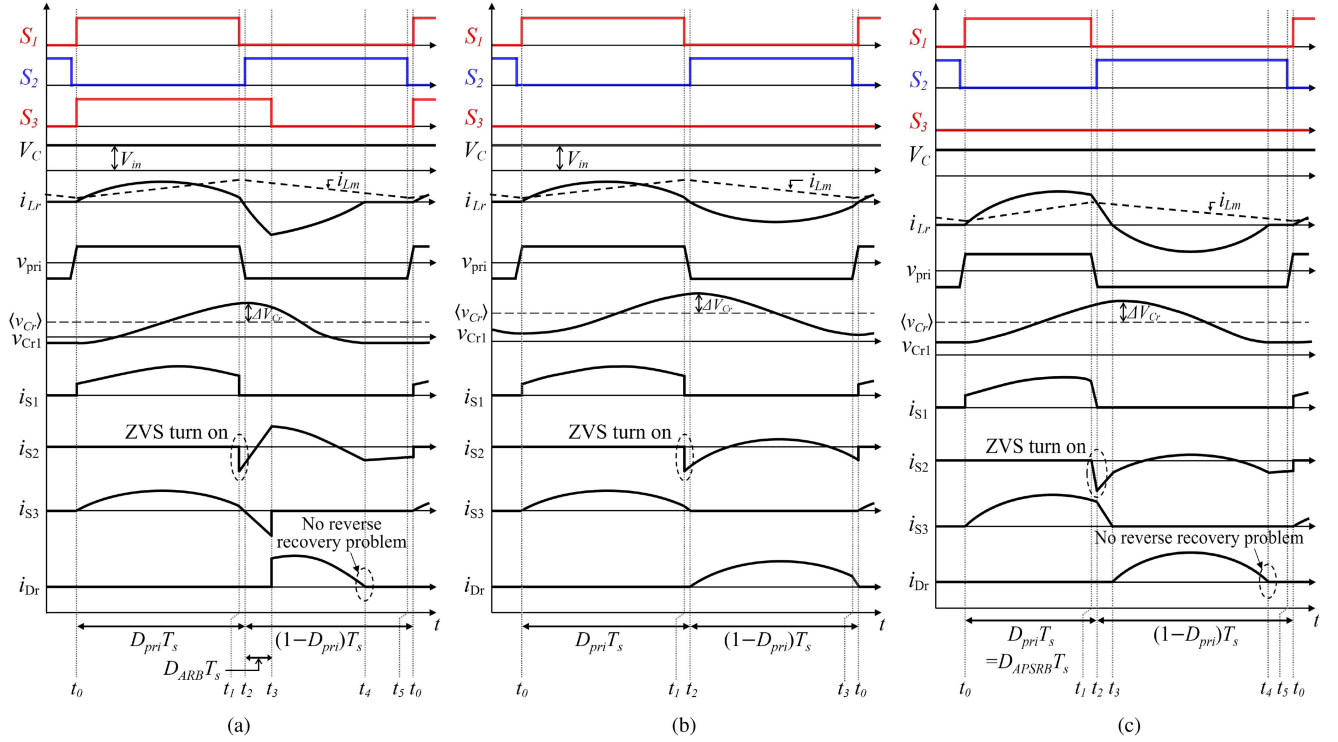 S1
S2
S3
VC
Vin
iLm
iLr
vpri
⟨vCr⟩
ΔVCr
vCr1
iS1
ZVS turn on
iS2
iS3
No reverse
recovery problem
iDr
t
DpriTs
(1−Dpri)Ts
DARBTs
t0 t1 t2 t3 t4 t5 t0
(a)
S1
S2
S3
VC
Vin
iLm
iLr
vpri
⟨vCr⟩
ΔVCr
vCr1
iS1
ZVS turn on
iS2
iS3
iDr
t
DpriTs
(1−Dpri)Ts
t0 t1 t2 t3 t0
(b)
S1
S2
S3
VC
iLm
iLr
vpri
⟨vCr⟩
ΔVCr
vCr1
iS1
ZVS turn on
iS2
iS3
No reverse recovery problem
iDr
t
DpriTs
=DAPSRBTs
(1−Dpri)Ts
t0 t1 t2 t3 t4 t5 t0
(c)